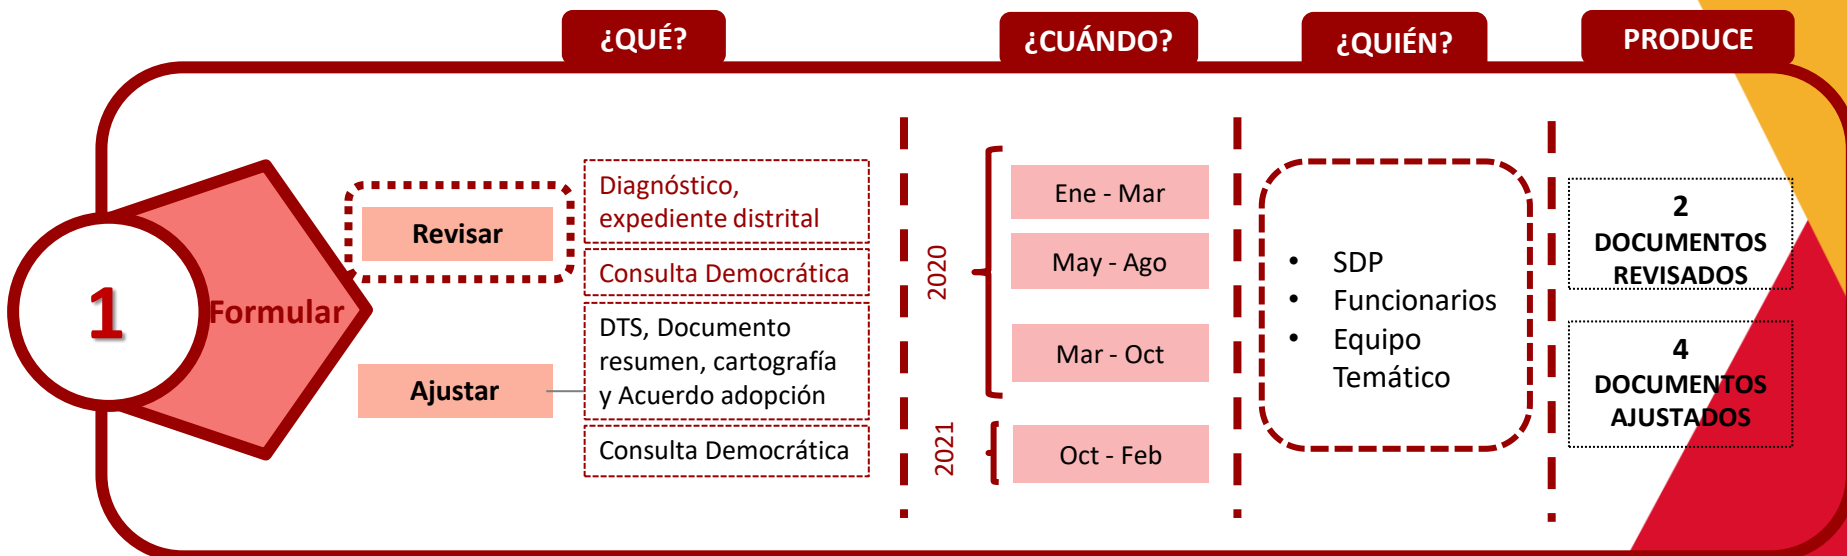 ¿QUÉ?
¿CUÁNDO?
¿QUIÉN?
PRODUCE
1
Formular
Revisar
Diagnóstico,
expediente distrital
Consulta Democrática
Ajustar
DTS, Documento
resumen, cartografía
y Acuerdo adopción
Consulta Democrática
2020
Ene - Mar
May - Ago
Mar - Oct
2021
Oct - Feb
• SDP
• Funcionarios
• Equipo
Temático
2
DOCUMENTOS
REVISADOS
4
DOCUMENTOS
AJUSTADOS